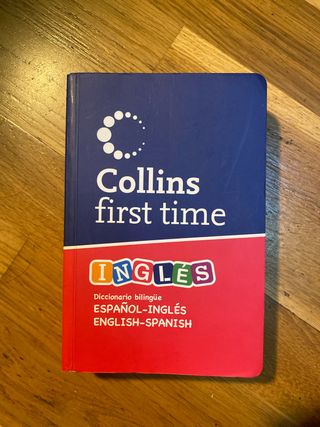 Collins
first time
INGLÉS
Diccionario bilingüe
ESPAÑOL-INGLÉS
ENGLISH-SPANISH